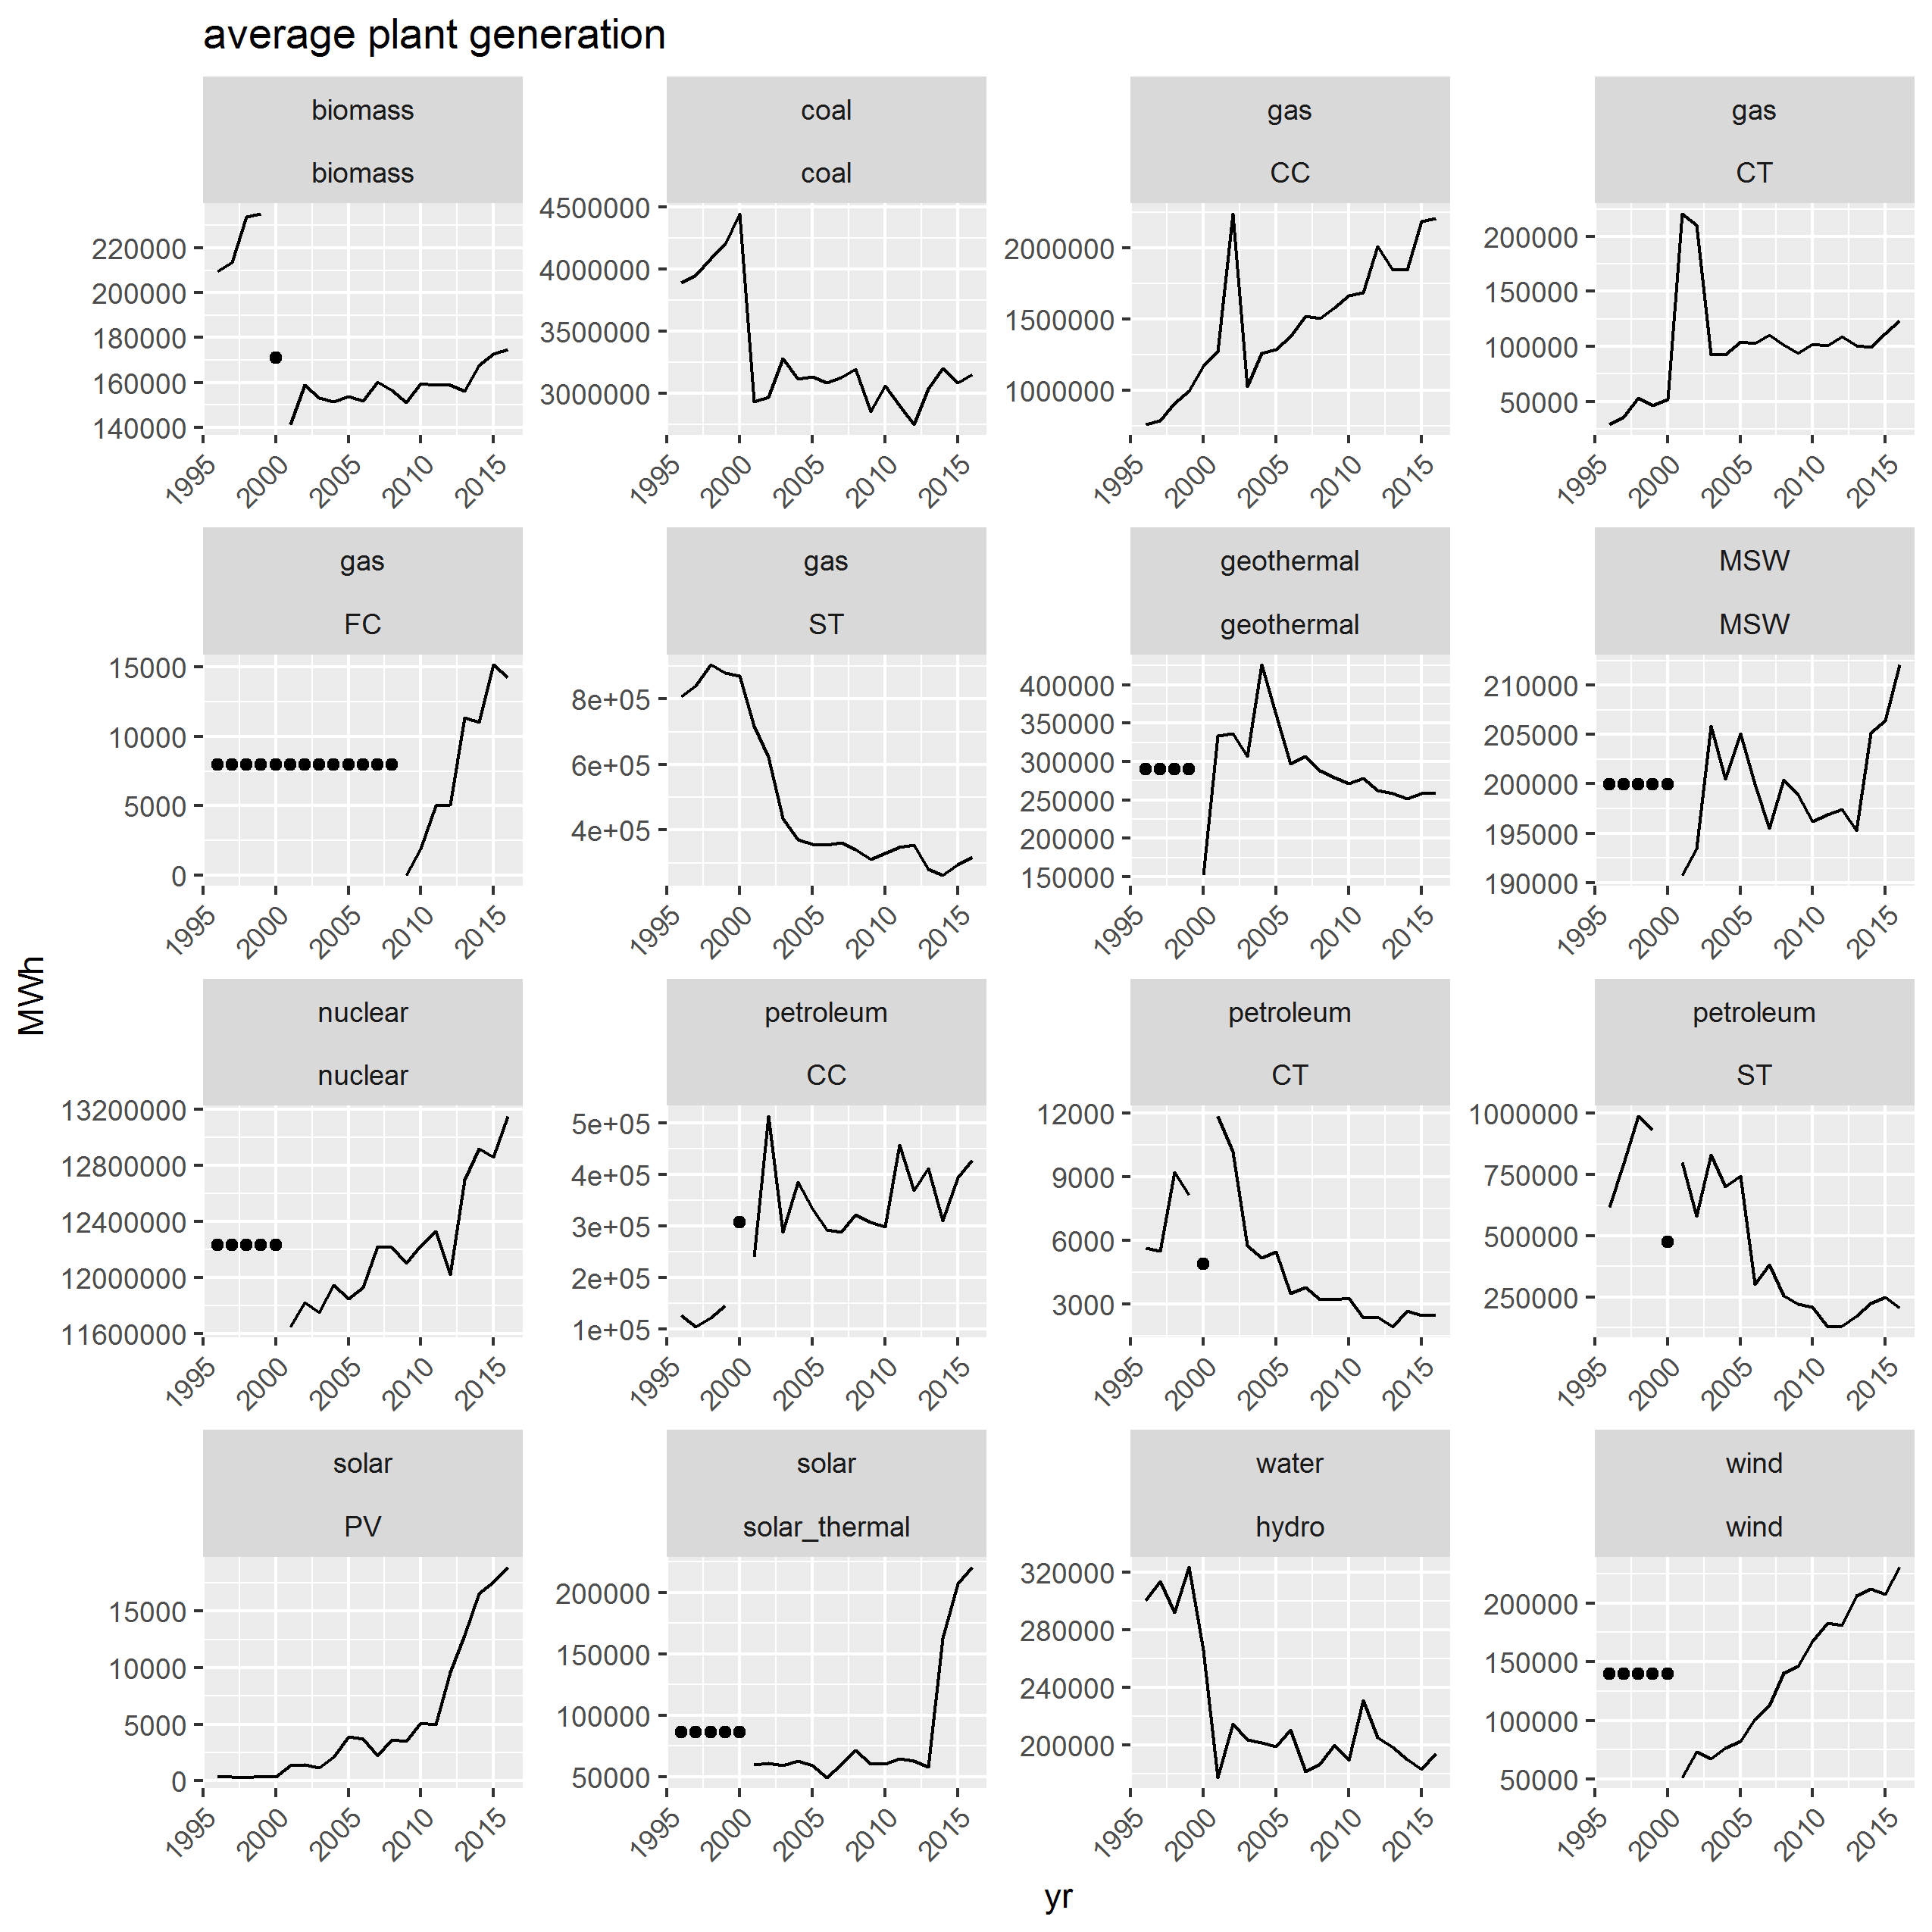 average plant generation
biomass
biomass
220000
200000
180000
160000
140000
1995 2000 2005 2010 2015
coal
coal
4500000
4000000
3500000
3000000
1995 2000 2005 2010 2015
gas
CC
2000000
1500000
1000000
1995 2000 2005 2010 2015
gas
CT
200000
150000
100000
50000
1995 2000 2005 2010 2015
gas
FC
15000
10000
5000
0
1995 2000 2005 2010 2015
gas
ST
8e+05
6e+05
4e+05
1995 2000 2005 2010 2015
geothermal
geothermal
400000
350000
300000
250000
200000
150000
1995 2000 2005 2010 2015
MSW
MSW
210000
205000
200000
195000
190000
1995 2000 2005 2010 2015
MWh
nuclear
nuclear
13200000
12800000
12400000
12000000
11600000
1995 2000 2005 2010 2015
petroleum
CC
5e+05
4e+05
3e+05
2e+05
1e+05
1995 2000 2005 2010 2015
petroleum
CT
12000
9000
6000
3000
1995 2000 2005 2010 2015
petroleum
ST
1000000
750000
500000
250000
1995 2000 2005 2010 2015
solar
PV
15000
10000
5000
0
1995 2000 2005 2010 2015
solar
solar_thermal
200000
150000
100000
50000
1995 2000 2005 2010 2015
water
hydro
320000
280000
240000
200000
1995 2000 2005 2010 2015
wind
wind
200000
150000
100000
50000
1995 2000 2005 2010 2015
yr